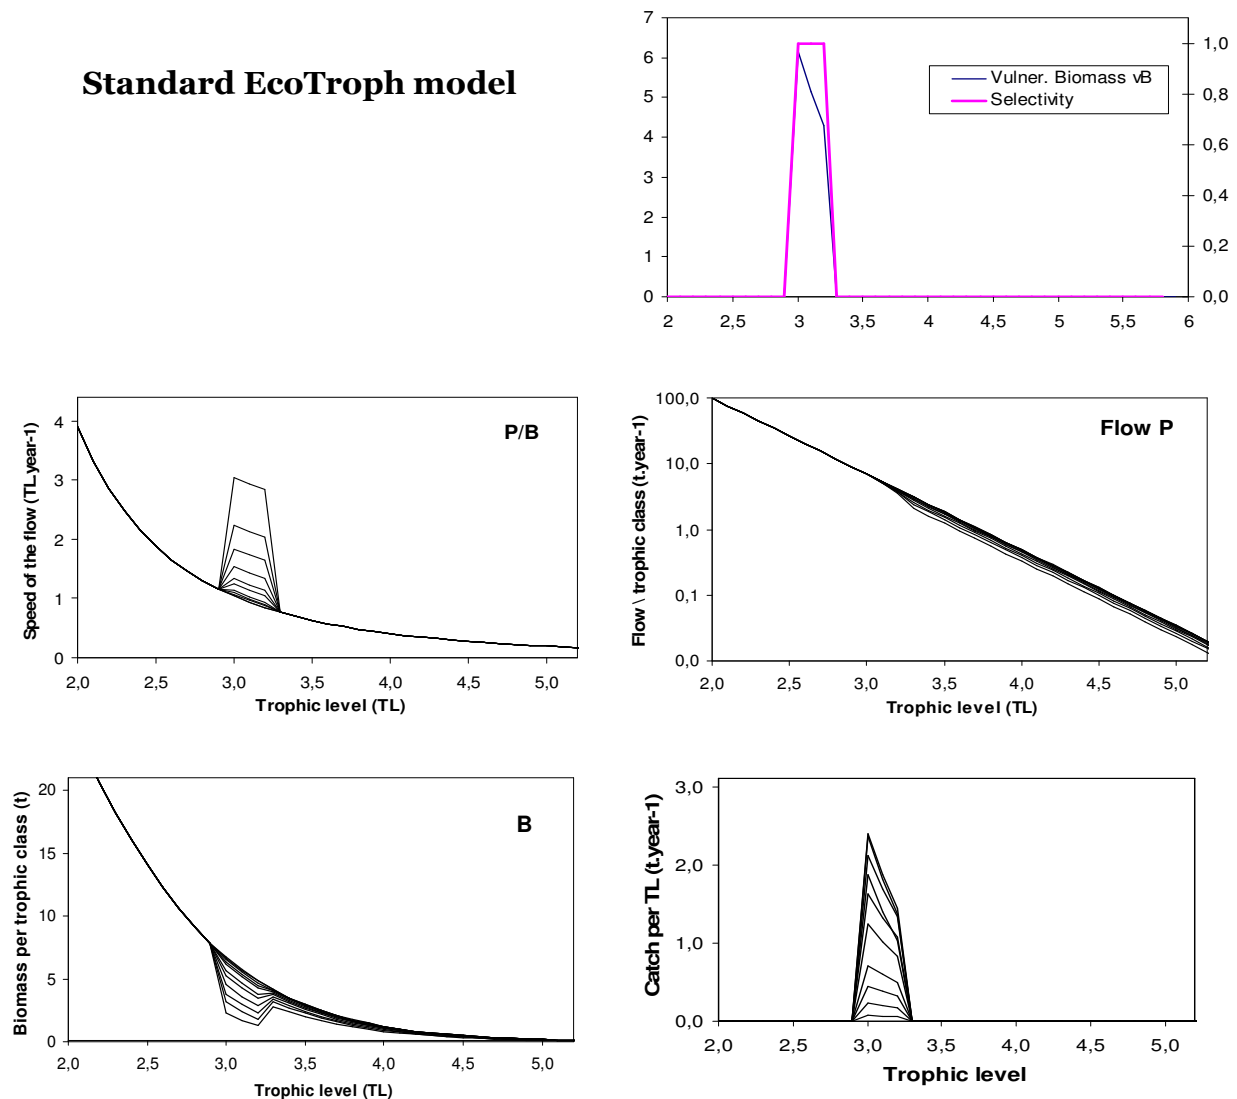 Standard EcoTroph model
7
6
5
4
3
2
1
0
1,0
0,8
0,6
0,4
0,2
0,0
Vulner. Biomass vB
Selectivity
2 2,5 3 3,5 4 4,5 5 5,5 6
Speed of the flow (TL.year-1)
4
3
2
1
0
P/B
2,0 2,5 3,0 3,5 4,0 4,5 5,0
Trophic level (TL)
Flow \ trophic class (t.year-1)
100,0
10,0
1,0
0,1
0,0
Flow P
2,0 2,5 3,0 3,5 4,0 4,5 5,0
Trophic level (TL)
Biomass per trophic class (t)
20
15
10
5
0
B
2,0 2,5 3,0 3,5 4,0 4,5 5,0
Trophic level (TL)
Catch per TL (t.year-1)
3,0
2,0
1,0
0,0
2,0 2,5 3,0 3,5 4,0 4,5 5,0
Trophic level